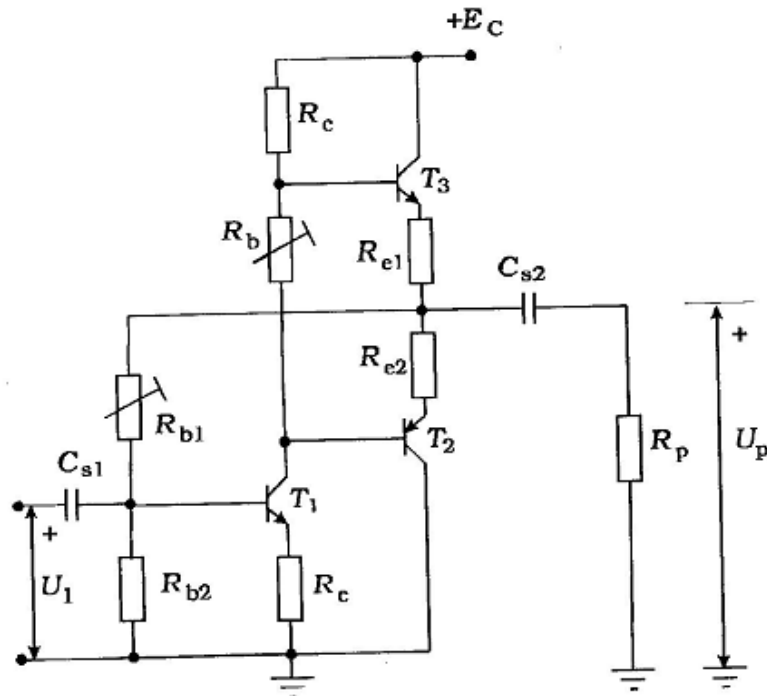 +E_C
R_c
T_3
R_b
R_e1
C_s2
+
R_e2
R_b1
R_p
U_p
T_2
C_s1
T_1
+
U_1
R_b2
R_e